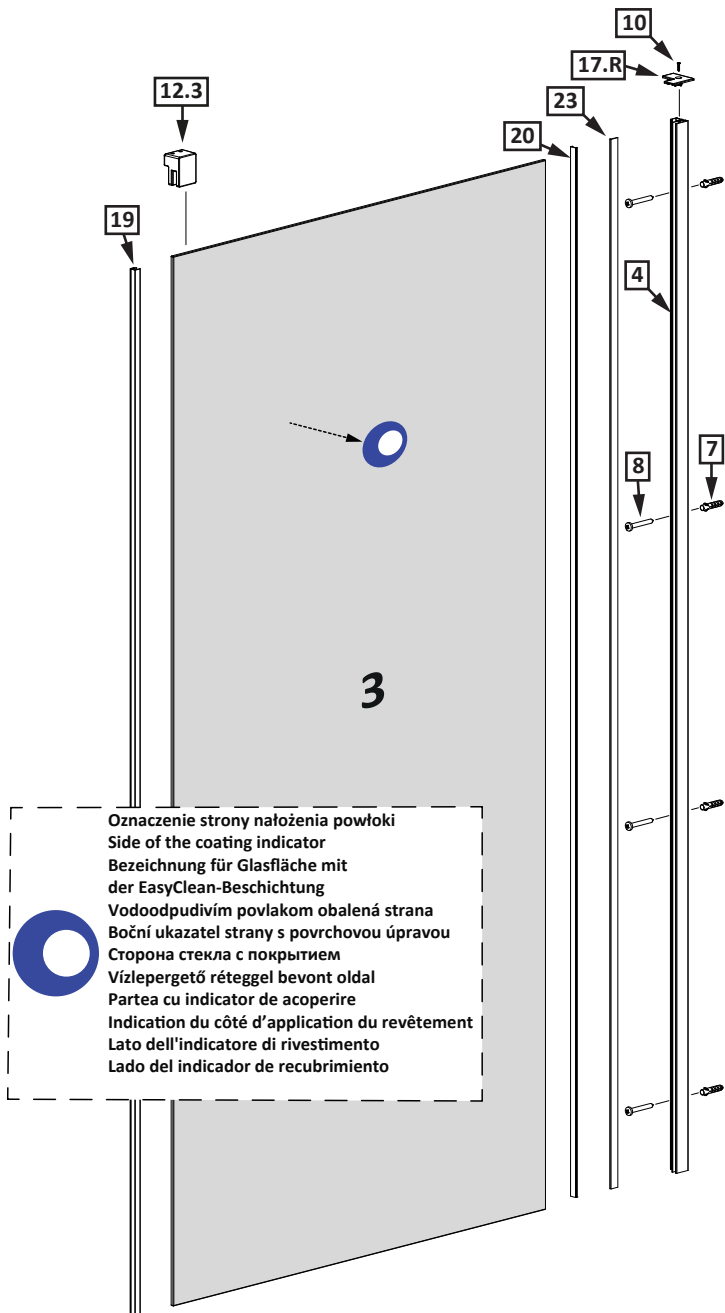 10
17.R
12.3
23
20
19
4
8
7
3
Oznaczenie strony nałożenia powłoki
Side of the coating indicator
Bezeichnung für Glasfläche mit
der EasyClean-Beschichtung
Vodoodpudivím povlakom obalená strana
Boční ukazatel strany s povrchovou úpravou
Сторона стекла с покрытием
Vízlepergető réteggel bevont oldal
Partea cu indicator de acoperire
Indication du côté d’application du revêtement
Lato dell'indicatore di rivestimento
Lado del indicador de recubrimiento